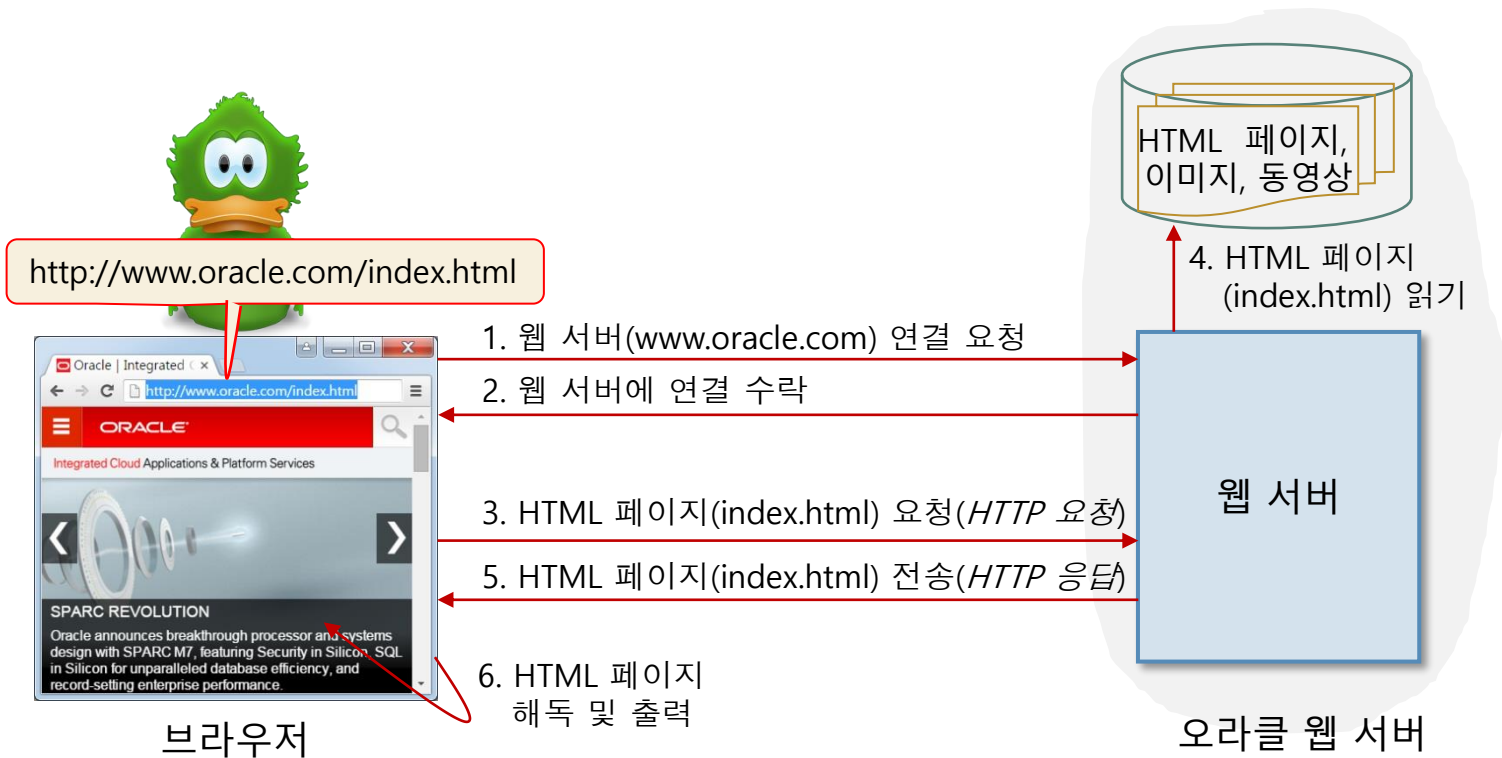 HTML 페이지,
이미지, 동영상
http://www.oracle.com/index.html
4. HTML 페이지
(index.html) 읽기
1. 웹 서버(www.oracle.com) 연결 요청
Oracle | Integrated
http://www.oracle.com/index.html
2. 웹 서버에 연결 수락
ORACLE
Integrated Cloud Applications & Platform Services
웹 서버
3. HTML 페이지(index.html) 요청(HTTP 요청)
5. HTML 페이지(index.html) 전송(HTTP 응답)
SPARC REVOLUTION
Oracle announces breakthrough processor and systems
design with SPARC M7, featuring Security in Silicon, SQL
in Silicon for unparalleled database efficiency, and
record-setting enterprise performance.
6. HTML 페이지
해독 및 출력
브라우저
오라클 웹 서버